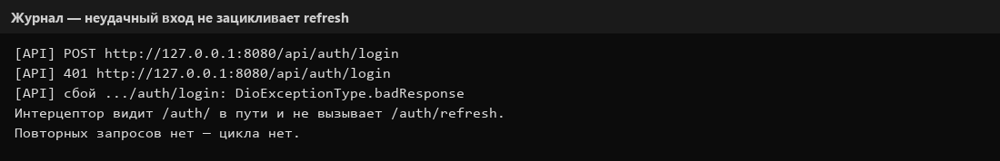 Журнал — неудачный вход не зацикливает refresh
[API] POST http://127.0.0.1:8080/api/auth/login
[API] 401 http://127.0.0.1:8080/api/auth/login
[API] сбой .../auth/login: DioExceptionType.badResponse
Интерцептор видит /auth/ в пути и не вызывает /auth/refresh.
Повторных запросов нет — цикла нет.